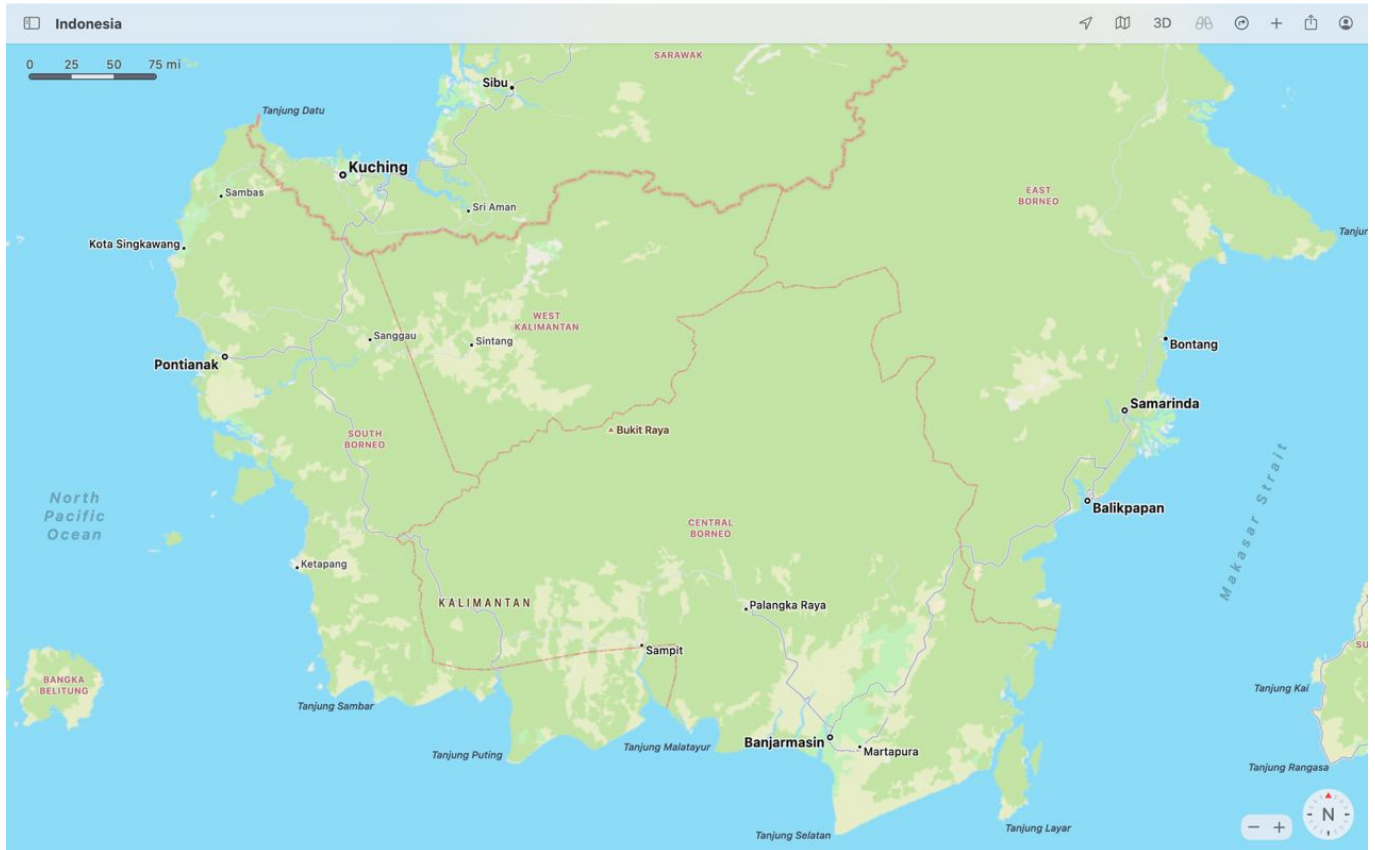 Indonesia
3D
0 25 50 75 mi
SARAWAK
Sibu
Tanjung Datu
Kuching
Sambas
Sri Aman
EAST
BORNEO
Kota Singkawang
Tanjur
WEST
KALIMANTAN
Sanggau
Sintang
Bontang
Pontianak
Samarinda
SOUTH
BORNEO
Bukit Raya
North
Pacific
Ocean
Makasar Strait
Balikpapan
CENTRAL
BORNEO
Ketapang
KALIMANTAN
Palangka Raya
Sampit
SU
BANGKA
BELITUNG
Tanjung Kai
Tanjung Sambar
Banjarmasin
Tanjung Malatayur
Martapura
Tanjung Puting
Tanjung Rangasa
Tanjung Selatan
Tanjung Layar
N